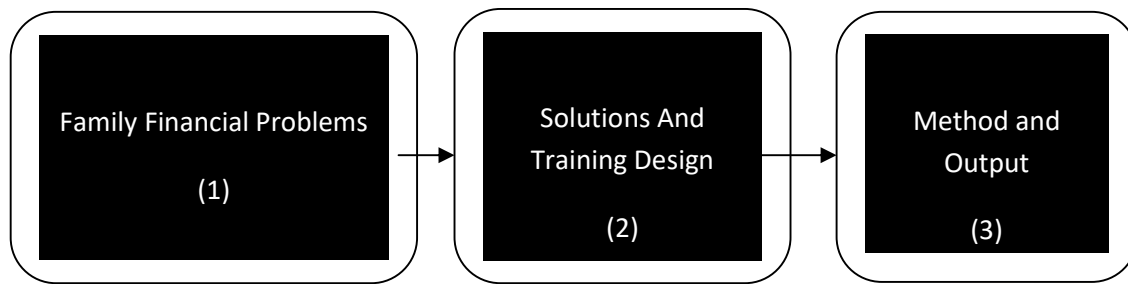 Family Financial Problems
(1)
Solutions And
Training Design
(2)
Method and
Output
(3)